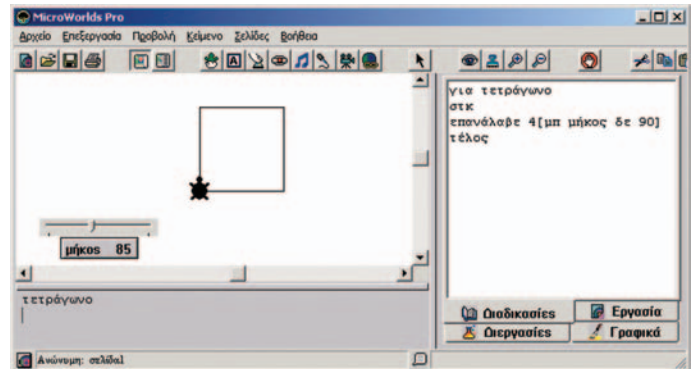 MicroWorlds Pro
Αρχείο Επεξεργασία Προβολή Κείμενο Σελίδες Βοήθεια
για τετράγωνο
στκ
επανάλαβε 4[μπ μήκος δε 90]
τέλος
μήκος 85
τετράγωνο
Διαδικασίες Εργασία
Διεργασίες Γραφικά
Ανώνυμη: σελίδα1